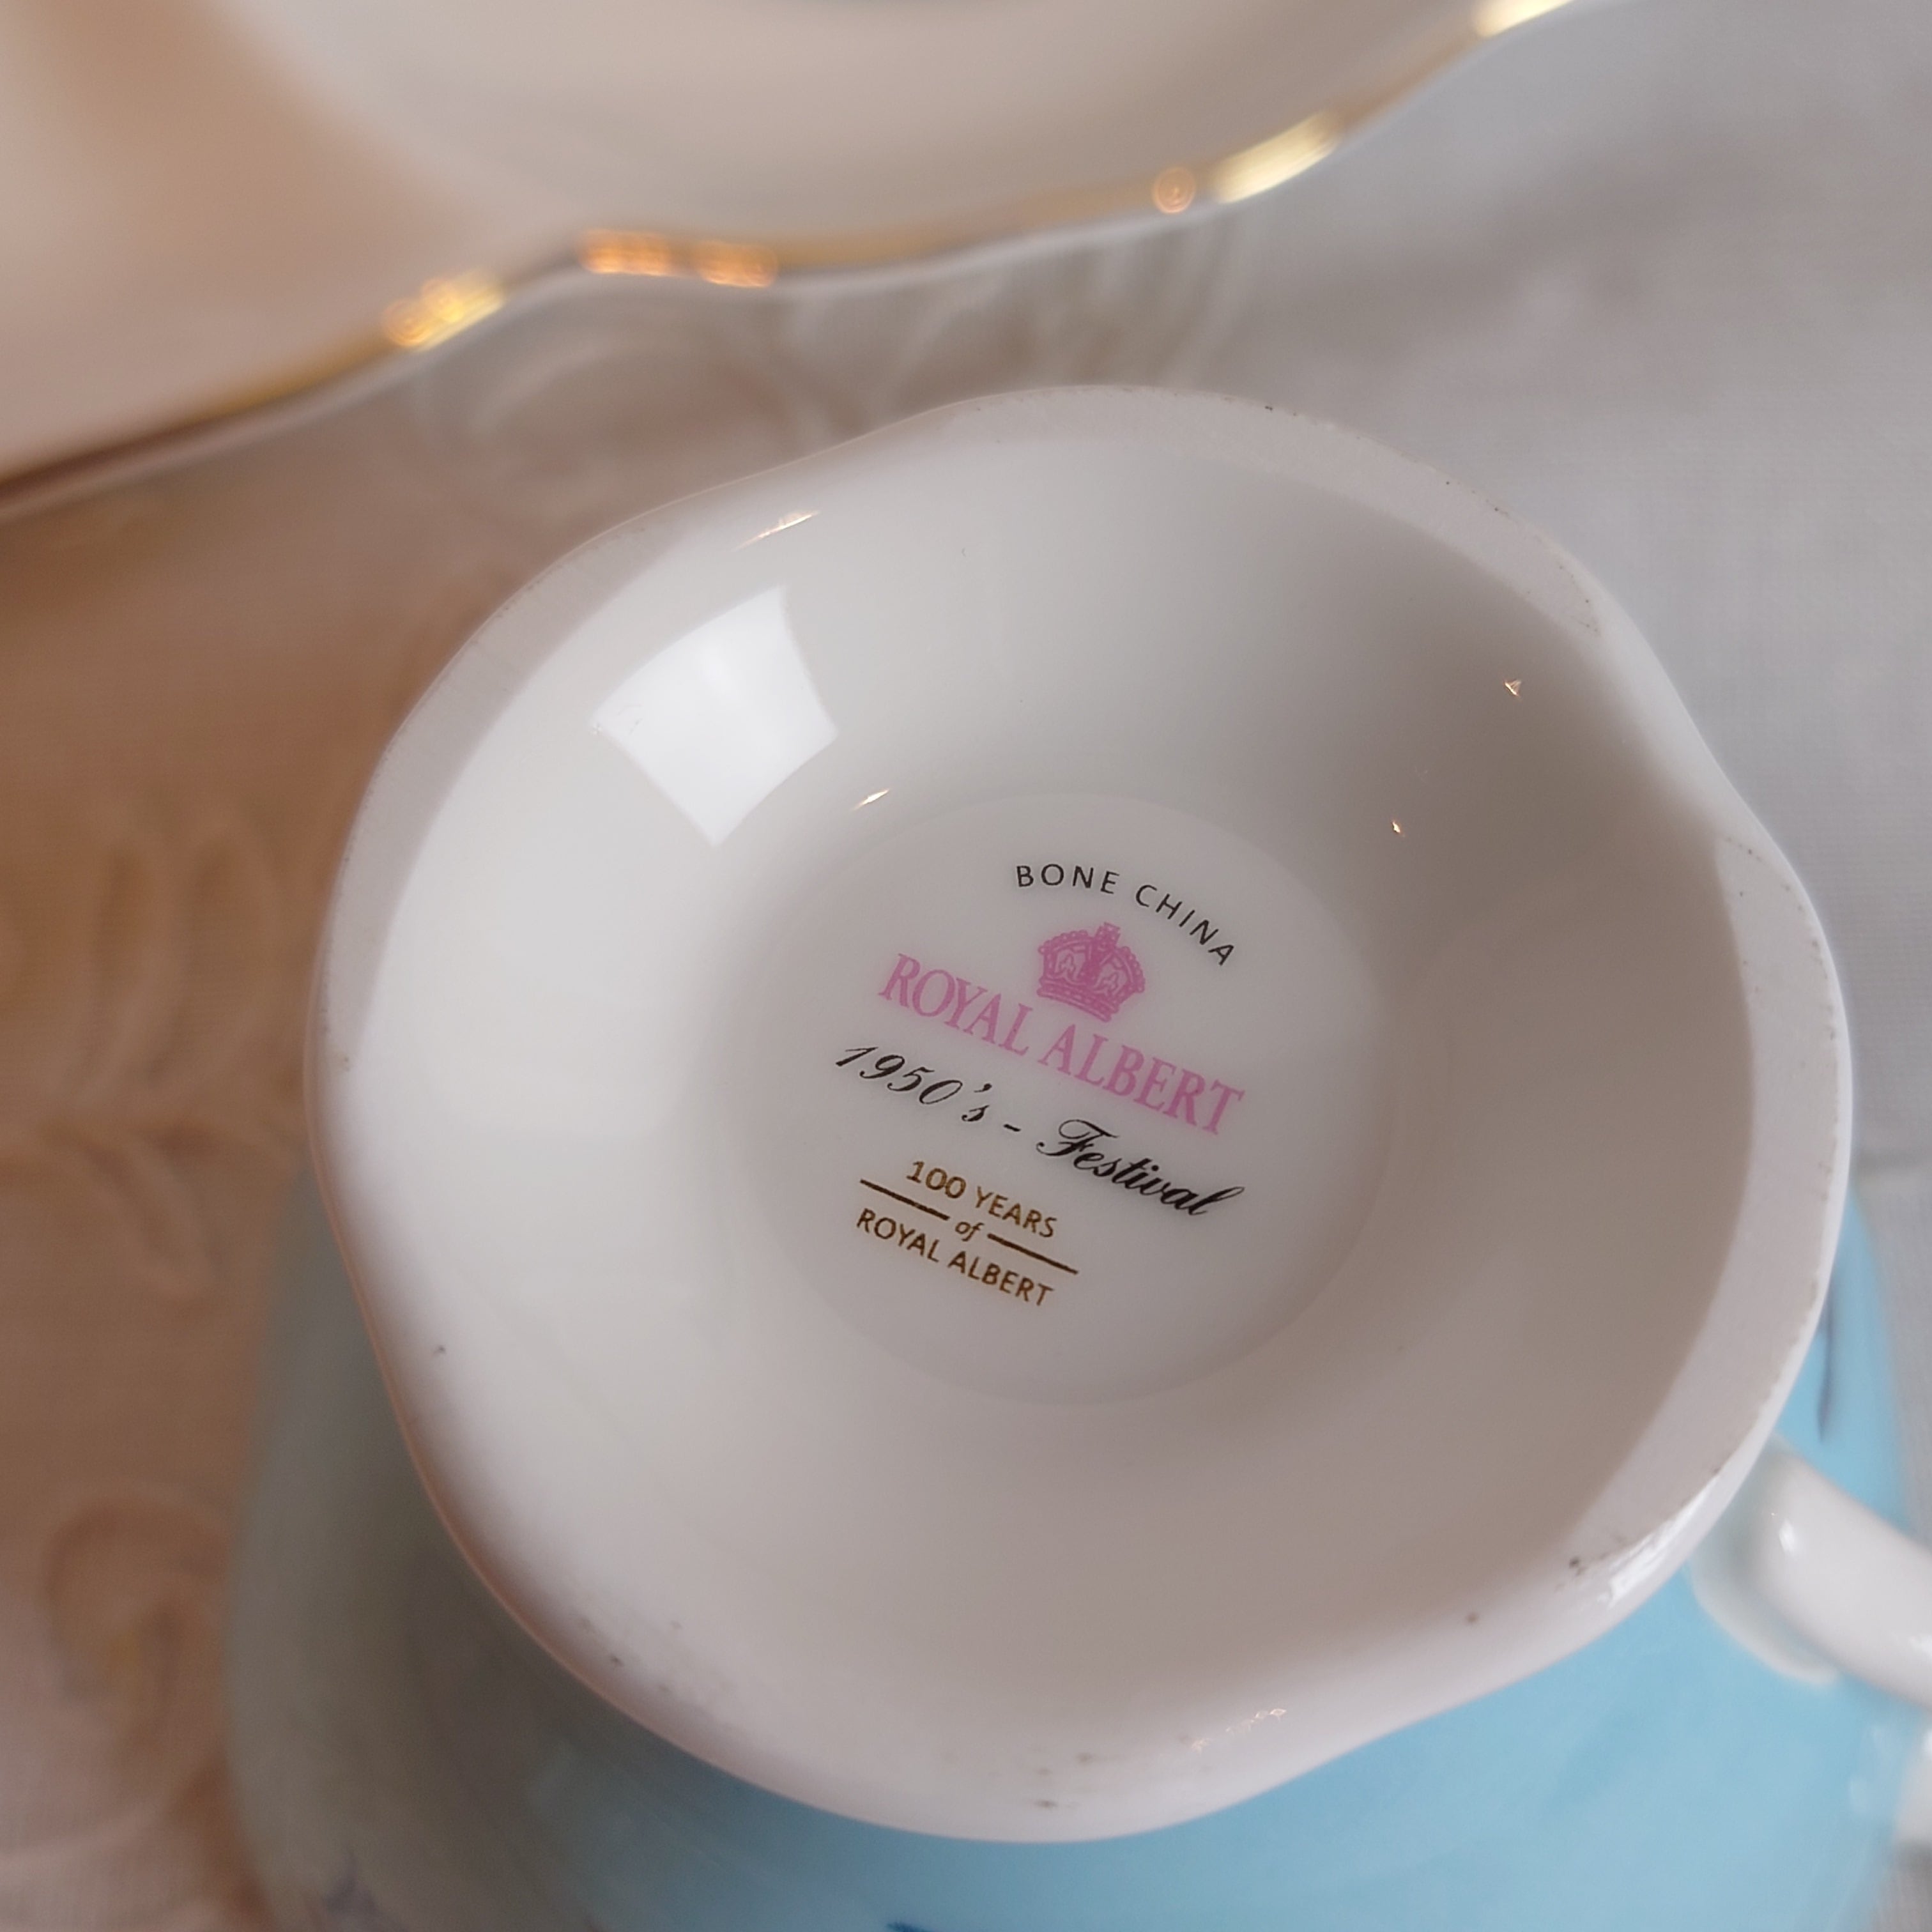 BONE CHINA
ROYAL ALBERT
1950's - Festival
100 YEARS
of
ROYAL ALBERT